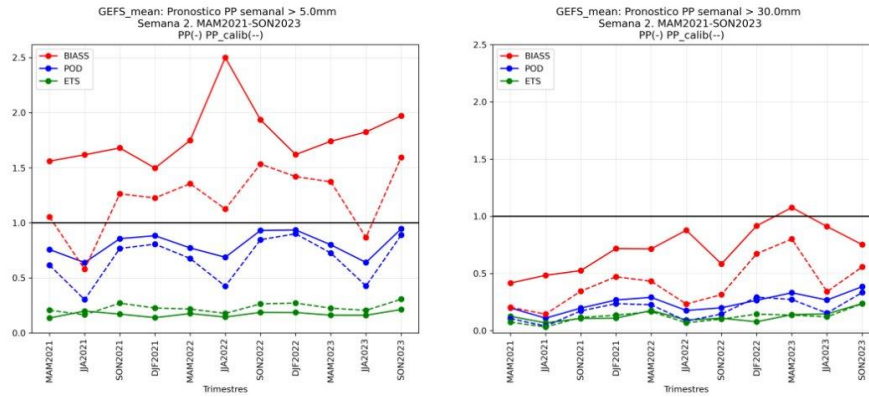 GEFS_mean: Pronostico PP semanal > 5.0mm
Semana 2. MAM2021-SON2023
PP(-) PP_calib(--)
BIASS
POD
ETS
2.5
2.0
1.5
1.0
0.5
0.0
MAM2021
JJA2021
SON2021
DJF2021
MAM2022
JJA2022
SON2022
DJF2022
MAM2023
JJA2023
SON2023
Trimestres
GEFS_mean: Pronostico PP semanal > 30.0mm
Semana 2. MAM2021-SON2023
PP(-) PP_calib(--)
BIASS
POD
ETS
2.5
2.0
1.5
1.0
0.5
0.0
MAM2021
JJA2021
SON2021
DJF2021
MAM2022
JJA2022
SON2022
DJF2022
MAM2023
JJA2023
SON2023
Trimestres